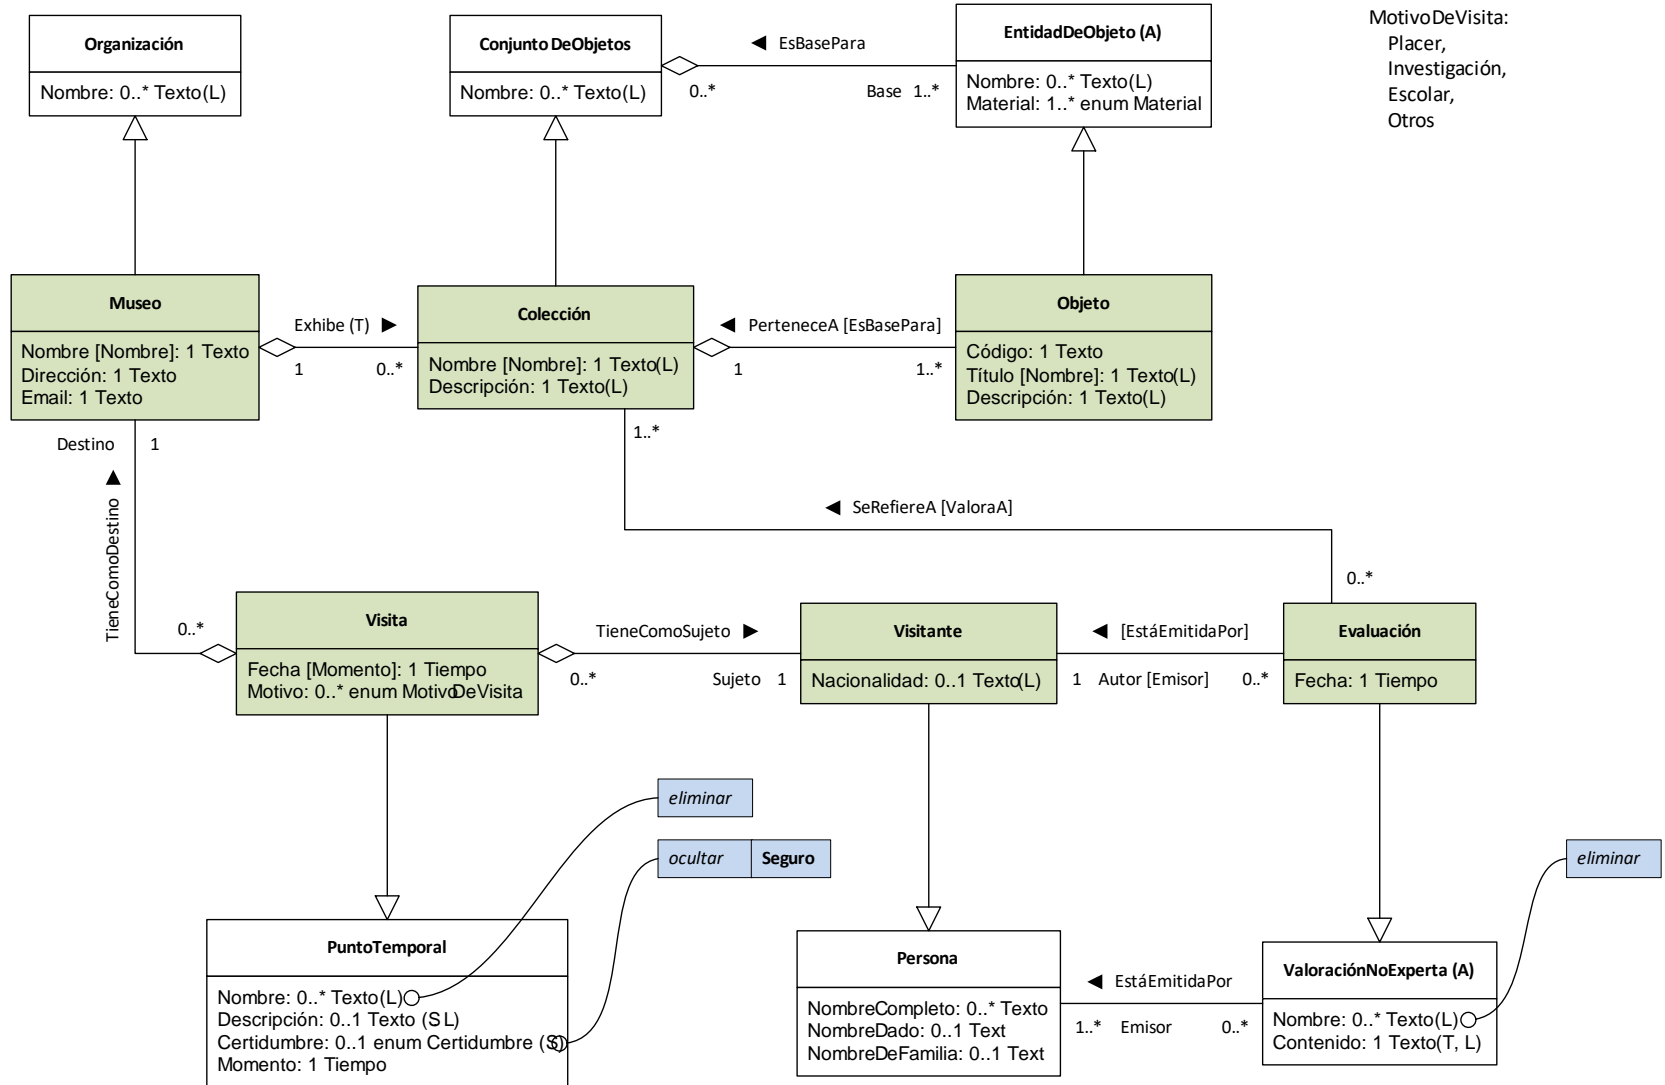 Organización
Nombre: 0..* Texto(L)
Conjunto DeObjetos
Nombre: 0..* Texto(L)
◄ EsBasePara
0..*
Base 1..*
EntidadDeObjeto (A)
Nombre: 0..* Texto(L)
Material: 1..* enum Material
MotivoDeVisita:
Placer,
Investigación,
Escolar,
Otros
Museo
Nombre [Nombre]: 1 Texto
Dirección: 1 Texto
Email: 1 Texto
Exhibe (T) ►
1
0..*
Colección
Nombre [Nombre]: 1 Texto(L)
Descripción: 1 Texto(L)
◄ PerteneceA [EsBasePara]
1
1..*
Objeto
Código: 1 Texto
Título [Nombre]: 1 Texto(L)
Descripción: 1 Texto(L)
Destino 1
TieneComoDestino ►
1..*
◄ SeRefiereA [ValoraA]
0..*
0..*
Visita
Fecha [Momento]: 1 Tiempo
Motivo: 0..* enum MotivoDeVisita
TieneComoSujeto ►
0..*
Sujeto 1
Visitante
Nacionalidad: 0..1 Texto(L)
◄ [EstáEmitidaPor]
1 Autor [Emisor] 0..*
Evaluación
Fecha: 1 Tiempo
eliminar
ocultar Seguro
eliminar
PuntoTemporal
Nombre: 0..* Texto(L)
Descripción: 0..1 Texto (S L)
Certidumbre: 0..1 enum Certidumbre (S)
Momento: 1 Tiempo
Persona
NombreCompleto: 0..* Texto
NombreDado: 0..1 Text
NombreDeFamilia: 0..1 Text
◄ EstáEmitidaPor
1..* Emisor 0..*
ValoraciónNoExperta (A)
Nombre: 0..* Texto(L)
Contenido: 1 Texto(T, L)